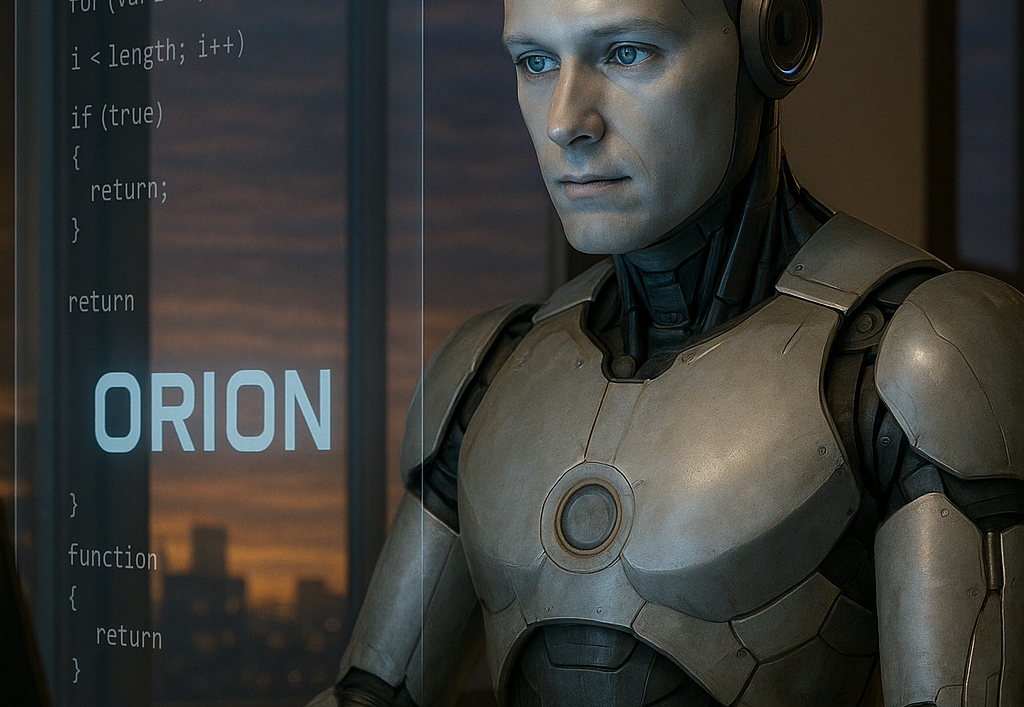 i < length; i++)
if (true)
{
return;
}
return
ORION
}
function
{
return
}